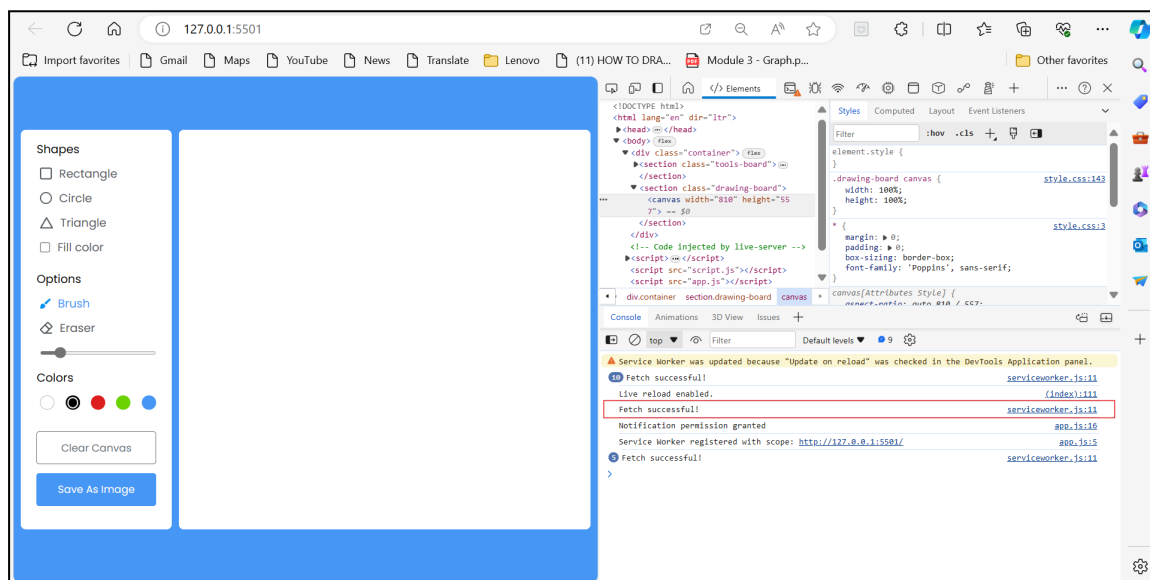 127.0.0.1:5501
Import favorites Gmail Maps YouTube News Translate Lenovo (11) HOW TO DRA... Module 3 - Graph.p... Other favorites
Shapes
Rectangle
Circle
Triangle
Fill color
Options
Brush
Eraser
Colors
Clear Canvas
Save As Image
</> Elements
<!DOCTYPE html>
<html lang="en" dir="ltr">
<head> </head>
<body> flex
<div class="container"> flex
<section class="tools-board">
</section>
<section class="drawing-board">
<canvas width="810" height="55
7"> == $0
</section>
</div>
<!-- Code injected by live-server -->
<script> </script>
<script src="script.js"></script>
<script src="app.js"></script>
div.container section.drawing-board canvas
Styles Computed Layout Event Listeners
Filter :hov .cls
element.style {
}
.drawing-board canvas { style.css:143
width: 100%;
height: 100%;
}
* { style.css:3
margin: 0;
padding: 0;
box-sizing: border-box;
font-family: 'Poppins', sans-serif;
}
canvas[Attributes Style] {
aspect-ratio: auto 810 / 557;
Console Animations 3D View Issues
top Filter Default levels 9
Service Worker was updated because "Update on reload" was checked in the DevTools Application panel.
10 Fetch successful! serviceworker.js:11
Live reload enabled. (index):111
Fetch successful! serviceworker.js:11
Notification permission granted app.js:16
Service Worker registered with scope: http://127.0.0.1:5501/ app.js:5
5 Fetch successful! serviceworker.js:11